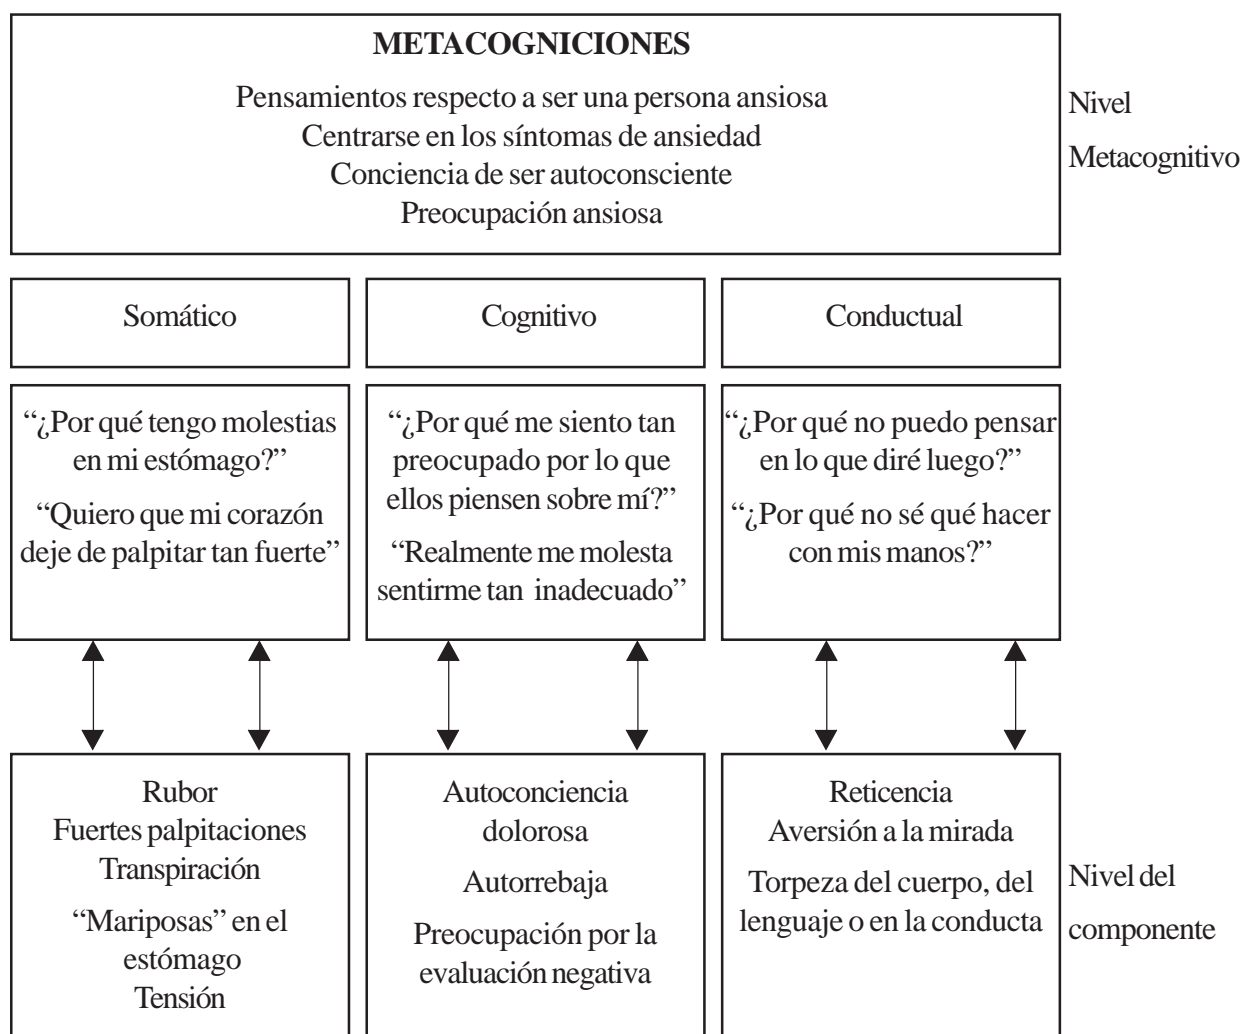 METACOGNICIONES
Pensamientos respecto a ser una persona ansiosa
Centrarse en los síntomas de ansiedad
Conciencia de ser autoconsciente
Preocupación ansiosa
Nivel
Metacognitivo
Somático
Cognitivo
Conductual
“¿Por qué tengo molestias
en mi estómago?”
“Quiero que mi corazón
deje de palpitar tan fuerte”
“¿Por qué me siento tan
preocupado por lo que
ellos piensen sobre mí?”
“Realmente me molesta
sentirme tan inadecuado”
“¿Por qué no puedo pensar
en lo que diré luego?”
“¿Por qué no sé qué hacer
con mis manos?”
Rubor
Fuertes palpitaciones
Transpiración
“Mariposas” en el
estómago
Tensión
Autoconciencia
dolorosa
Autorrebaja
Preocupación por la
evaluación negativa
Reticencia
Aversión a la mirada
Torpeza del cuerpo, del
lenguaje o en la conducta
Nivel del
componente